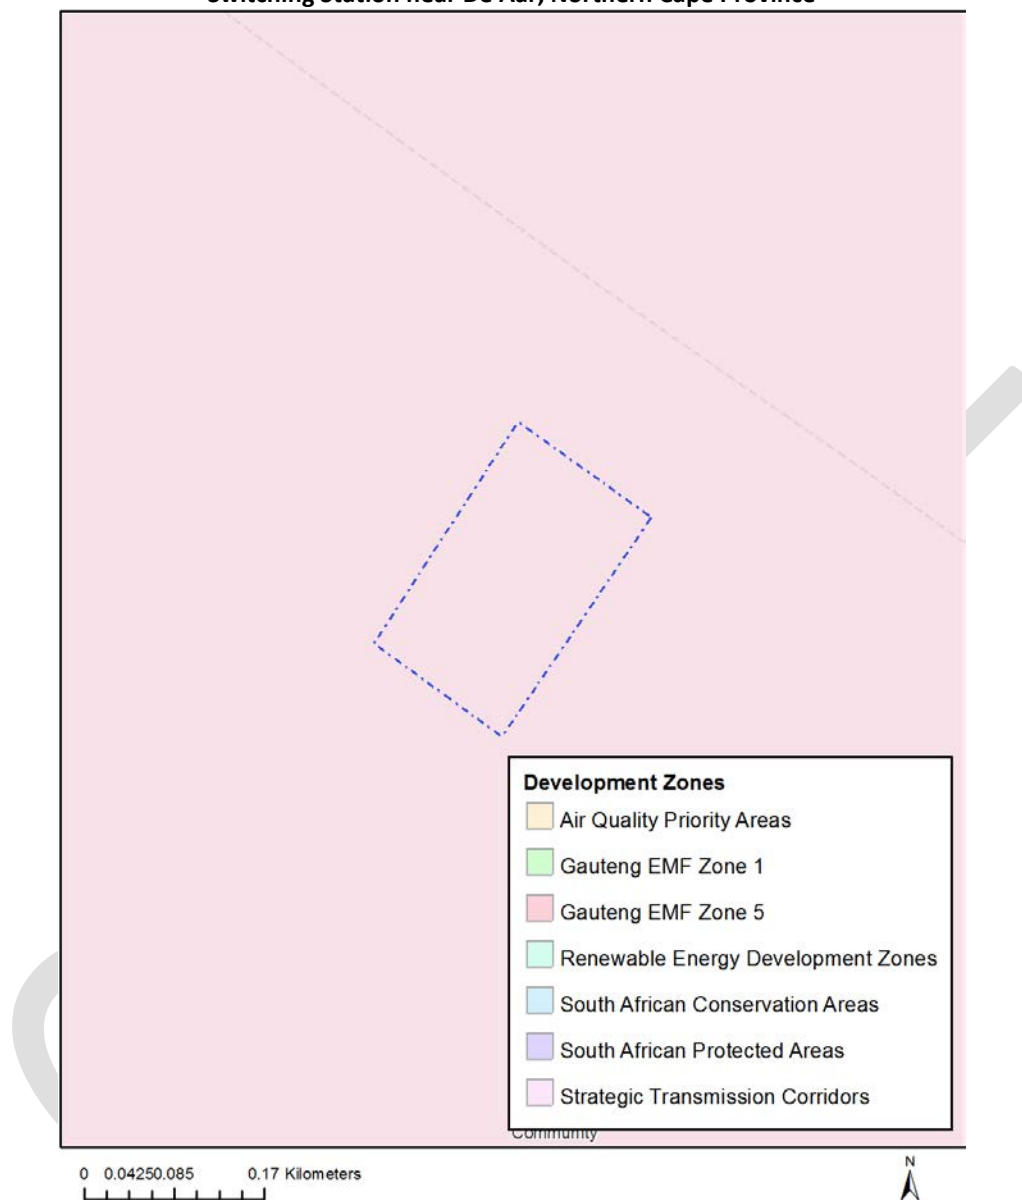 Switching Station near De Aar, Northern Cape Province
Development Zones
Air Quality Priority Areas
Gauteng EMF Zone 1
Gauteng EMF Zone 5
Renewable Energy Development Zones
South African Conservation Areas
South African Protected Areas
Strategic Transmission Corridors
Community
0 0.04250.085 0.17 Kilometers
N